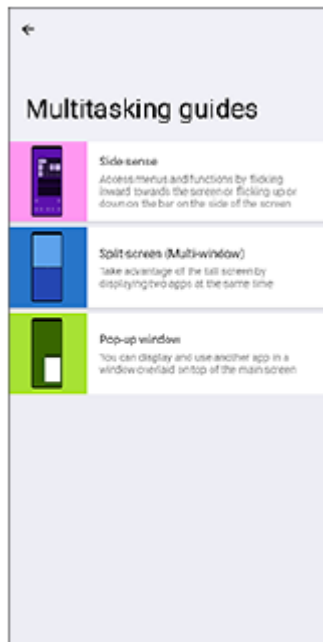 Multitasking guides
Side sense
Access menus and functions by flicking
inward towards the screen or flicking up or
down on the bar on the side of the screen
Split-screen (Multi-window)
Take advantage of the tall screen by
displaying two apps at the same time
Pop-up window
You can display and use another app in a
window overlaid on top of the main screen